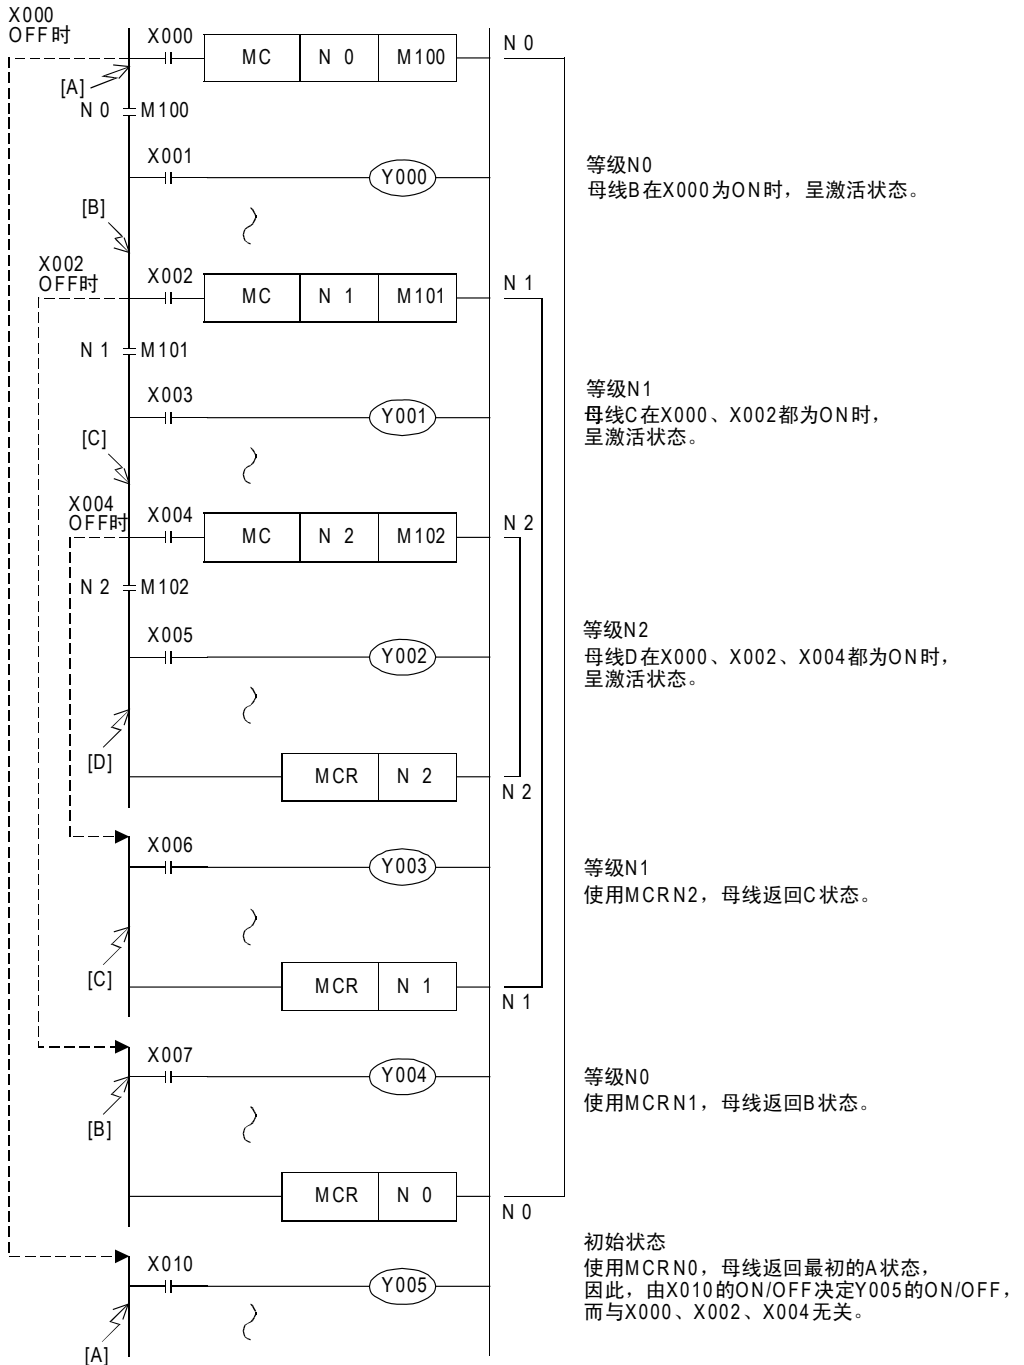 X000
OFF时
X000
MC N 0 M100
N 0
[A]
N 0 M100
X001
Y000
等级N0
母线B在X000为ON时，呈激活状态。
[B]
X002
OFF时
X002
MC N 1 M101
N 1
N 1 M101
X003
Y001
等级N1
母线C在X000、X002都为ON时，
呈激活状态。
[C]
X004
OFF时
X004
MC N 2 M102
N 2
N 2 M102
X005
Y002
等级N2
母线D在X000、X002、X004都为ON时，
呈激活状态。
[D]
MCR N 2
N 2
X006
Y003
等级N1
使用MCRN2，母线返回C状态。
[C]
MCR N 1
N 1
X007
Y004
等级N0
使用MCRN1，母线返回B状态。
[B]
MCR N 0
N 0
X010
Y005
初始状态
使用MCRN0，母线返回最初的A状态，
因此，由X010的ON/OFF决定Y005的ON/OFF，
而与X000、X002、X004无关。
[A]